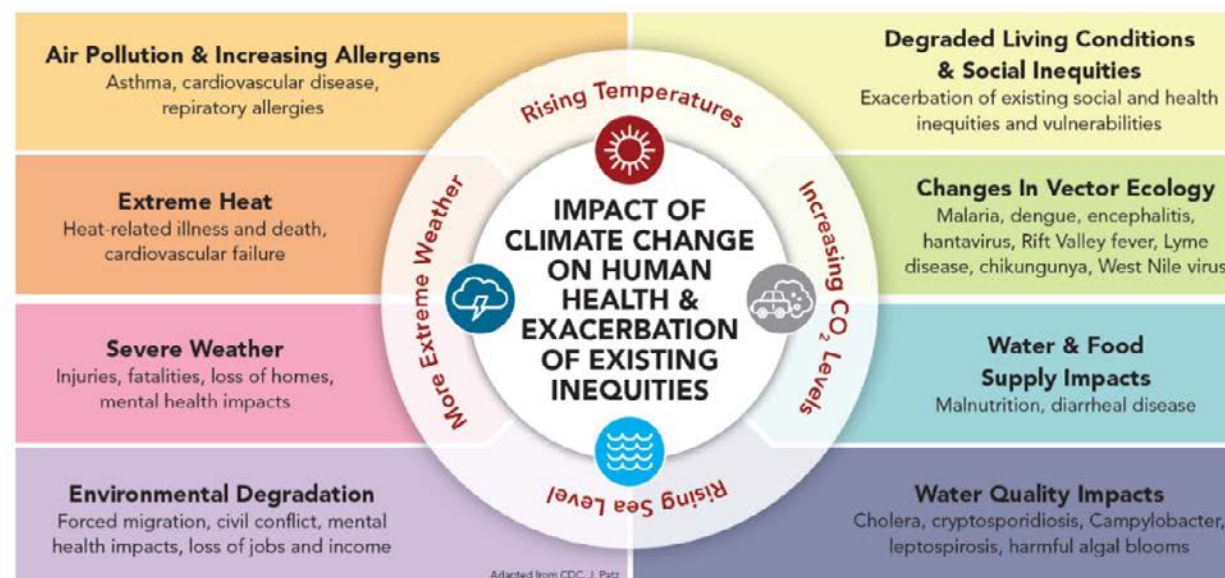 Air Pollution & Increasing Allergens
Asthma, cardiovascular disease,
repiratory allergies
Extreme Heat
Heat-related illness and death,
cardiovascular failure
Severe Weather
Injuries, fatalities, loss of homes,
mental health impacts
Environmental Degradation
Forced migration, civil conflict, mental
health impacts, loss of jobs and income
Adapted from CDC, J. Patz
Rising Temperatures
More Extreme Weather
IMPACT OF
CLIMATE CHANGE
ON HUMAN
HEALTH &
EXACERBATION
OF EXISTING
INEQUITIES
Increasing CO₂ Levels
Rising Sea Level
Degraded Living Conditions
& Social Inequities
Exacerbation of existing social and health
inequities and vulnerabilities
Changes In Vector Ecology
Malaria, dengue, encephalitis,
hantavirus, Rift Valley fever, Lyme
disease, chikungunya, West Nile virus
Water & Food
Supply Impacts
Malnutrition, diarrheal disease
Water Quality Impacts
Cholera, cryptosporidiosis, Campylobacter,
leptospirosis, harmful algal blooms